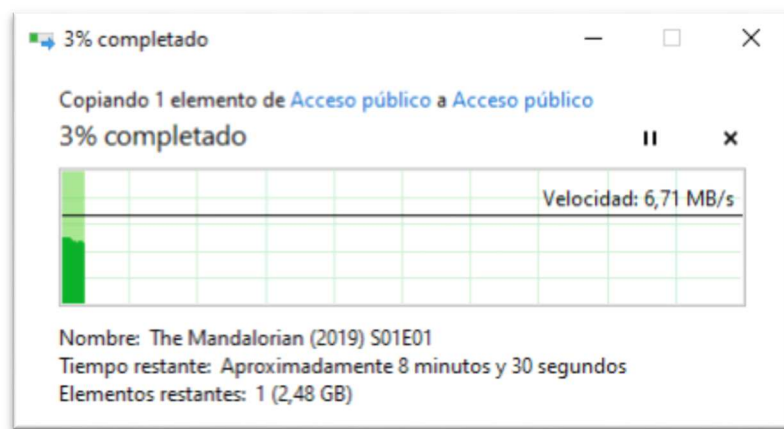 3% completado
Copiando 1 elemento de Acceso público a Acceso público
3% completado
Velocidad: 6,71 MB/s
Nombre: The Mandalorian (2019) S01E01
Tiempo restante: Aproximadamente 8 minutos y 30 segundos
Elementos restantes: 1 (2,48 GB)